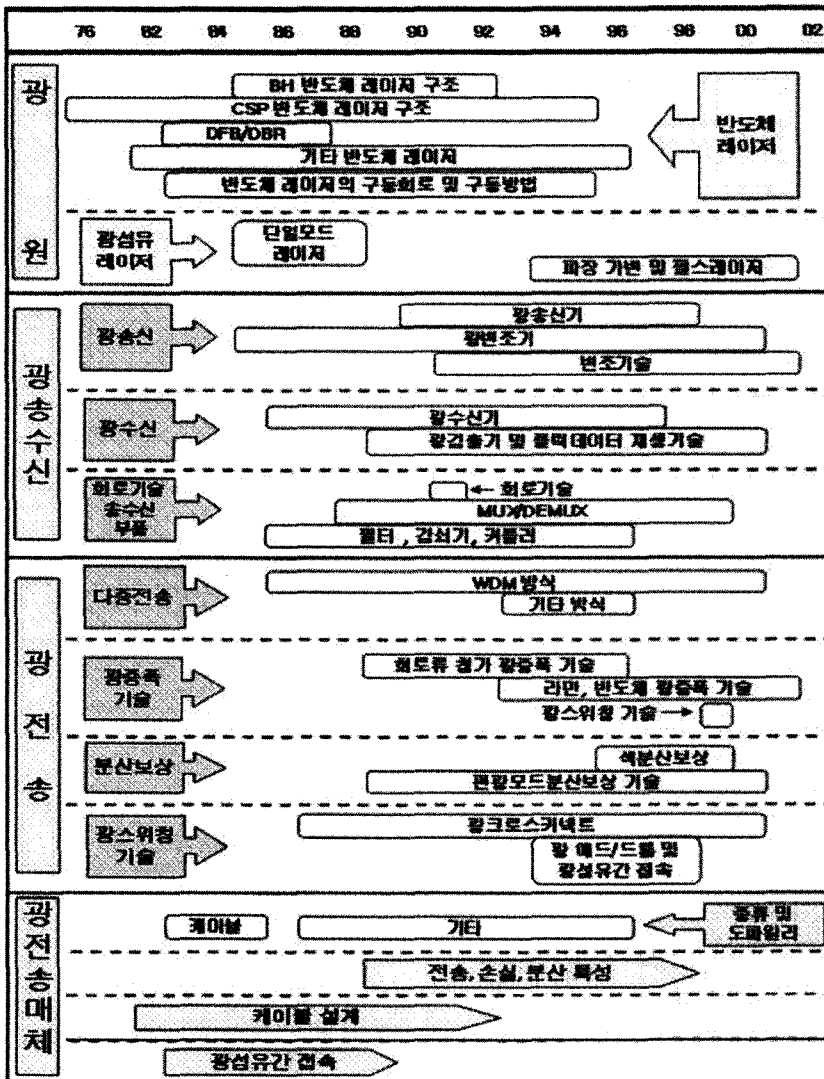 76 82 84 86 88 90 92 94 96 98 00 02
광원
BH 반도체 레이저 구조
CSP 반도체 레이저 구조
DFB/DBR
기타 반도체 레이저
반도체 레이저의 구동회로 및 구동방법
반도체
레이저
광섬유
레이저
단일모드
레이저
파장 가변 및 펄스레이저
광송수신
광송신
광송신기
광변조기
변조기술
광수신
광수신기
광검출기 및 클럭데이터 재생기술
회로기술
송수신
부품
회로기술
MUX/DEMUX
필터, 감쇠기, 커플러
광전송
다중전송
WDM 방식
기타 방식
광증폭
기술
희토류 첨가 광증폭 기술
라만, 반도체 광증폭 기술
광스위칭 기술
분산보상
색분산보상
편광모드분산보상 기술
광스위칭
기술
광크로스커넥트
광 애드/드롭 및
광섬유간 접속
광전송매체
케이블
기타
종류 및
도파원리
전송, 손실, 분산 특성
케이블 설계
광섬유간 접속